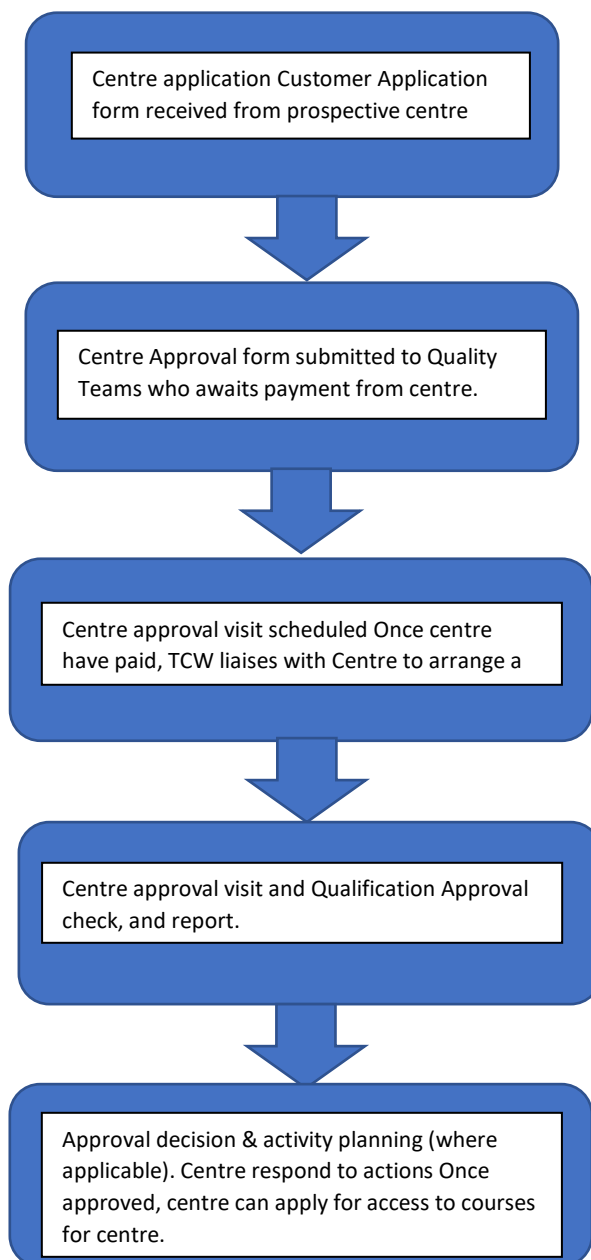 Centre application Customer Application
form received from prospective centre
Centre Approval form submitted to Quality
Teams who awaits payment from centre.
Centre approval visit scheduled Once centre
have paid, TCW liaises with Centre to arrange a
Centre approval visit and Qualification Approval
check, and report.
Approval decision & activity planning (where
applicable). Centre respond to actions Once
approved, centre can apply for access to courses
for centre.